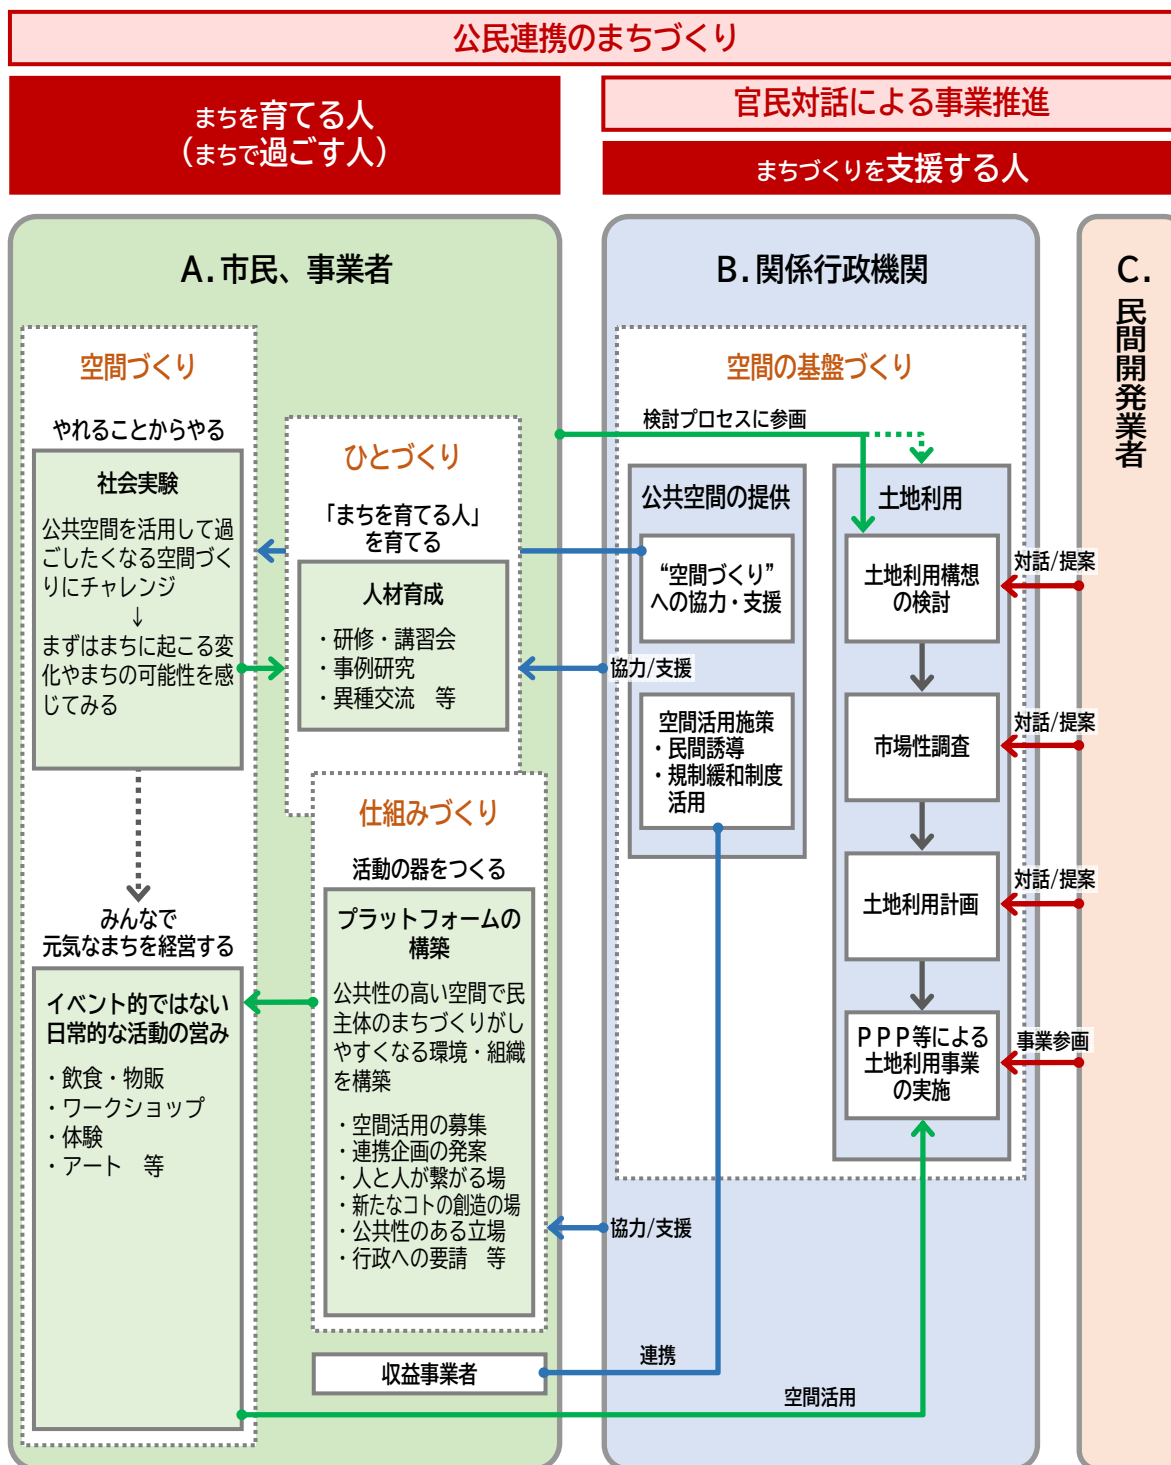 公民連携のまちづくり
まちを育てる人
（まちで過ごす人）
官民対話による事業推進
まちづくりを支援する人
A.市民、事業者
空間づくり
やれることからやる
社会実験
公共空間を活用して過
ごしたくなる空間づく
りにチャレンジ
↓
まずはまちに起こる変
化やまちの可能性を感
じてみる
みんなで
元気なまちを経営する
イベント的ではない
日常的な活動の営み
・飲食・物販
・ワークショップ
・体験
・アート　等
ひとづくり
「まちを育てる人」
を育てる
人材育成
・研修・講習会
・事例研究
・異種交流　等
仕組みづくり
活動の器をつくる
プラットフォームの
構築
公共性の高い空間で民
主体のまちづくりがし
やすくなる環境・組織
を構築
・空間活用の募集
・連携企画の発案
・人と人が繋がる場
・新たなコトの創造の場
・公共性のある立場
・行政への要請　等
収益事業者
B.関係行政機関
空間の基盤づくり
検討プロセスに参画
公共空間の提供
“空間づくり”
への協力・支援
協力/支援
空間活用施策
・民間誘導
・規制緩和制度
活用
協力/支援
連携
空間活用
土地利用
土地利用構想
の検討
市場性調査
土地利用計画
ＰＰＰ等による
土地利用事業
の実施
対話/提案
対話/提案
対話/提案
事業参画
C.
民間開発業者